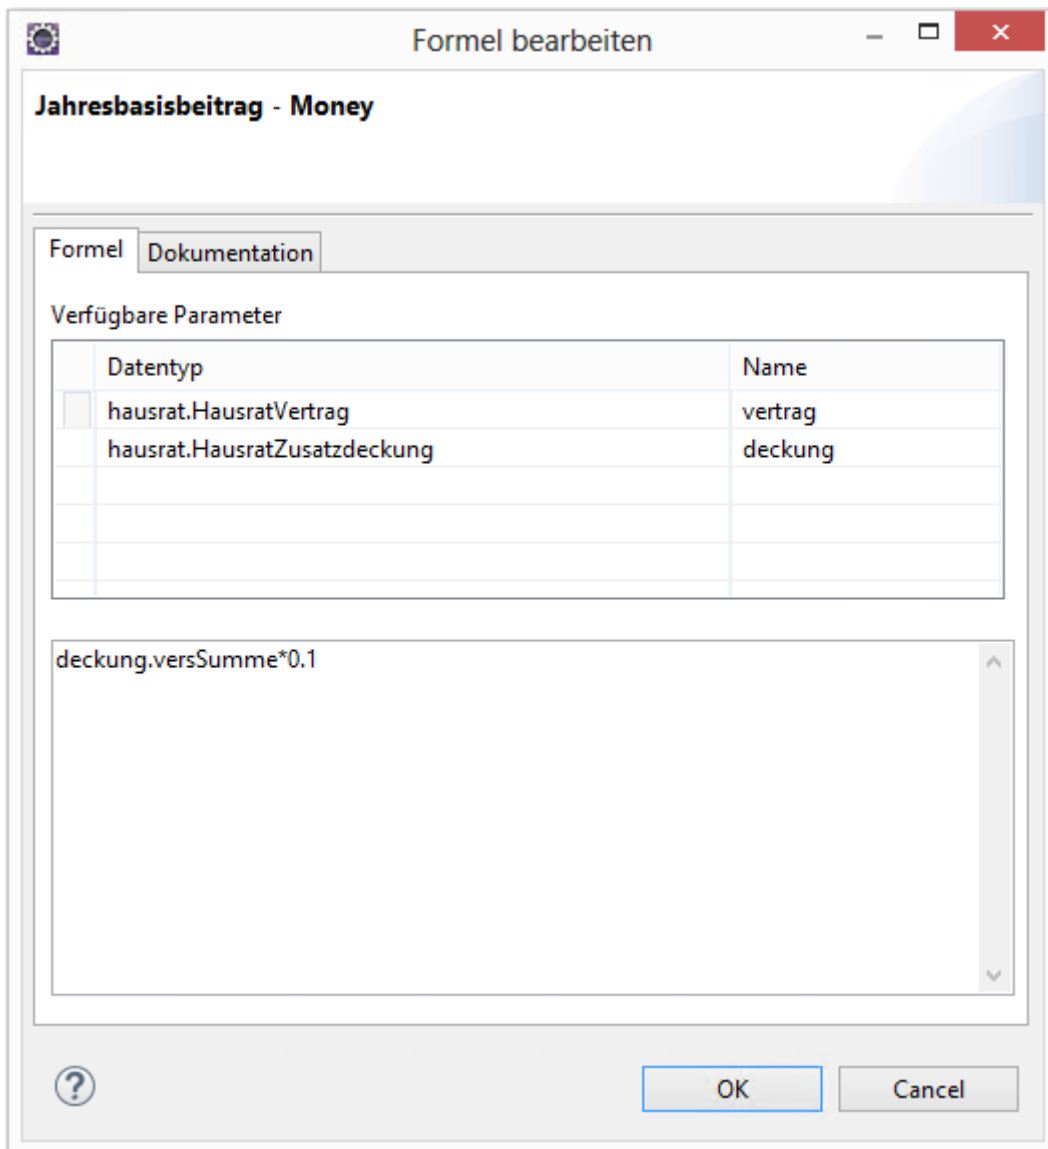 Formel bearbeiten
Jahresbasisbeitrag - Money
Formel Dokumentation
Verfügbare Parameter
Datentyp Name
hausrat.HausratVertrag vertrag
hausrat.HausratZusatzdeckung deckung
deckung.versSumme*0.1
? OK Cancel